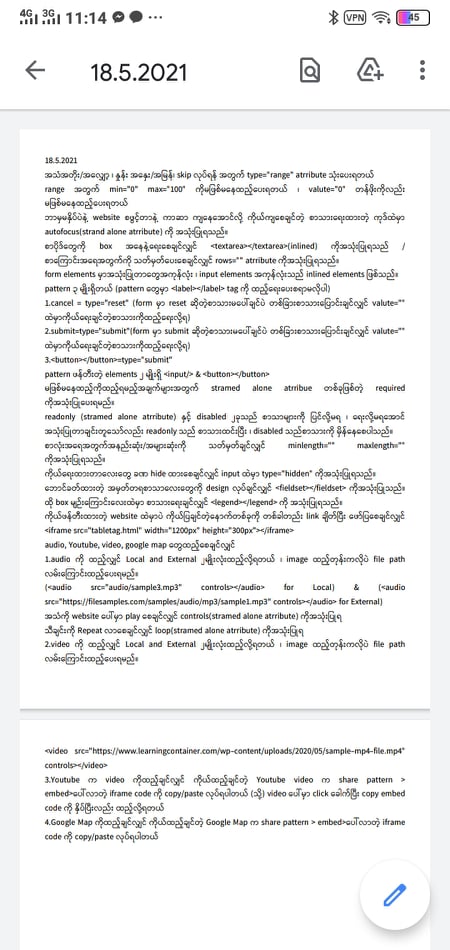 4G 3G 11:14 VPN 45
18.5.2021
18.5.2021
အသံအတိုး/အလျှော့ ၊ နှုန်း အနှေး/အမြန်၊ skip လုပ်ရန် အတွက် type="range" atrribute သုံးပေးရတယ်
range အတွက် min="0" max="100" ကိုမဖြစ်မနေထည့်ပေးရတယ် ၊ valute="0" တန်ဖိုးကိုလည်း
မဖြစ်မနေထည့်ပေးရတယ်
ဘာမှမနှိပ်ပဲနဲ့ website စဖွင့်တာနဲ့ ကာဆာ ကျနေအောင်လို့ ကိုယ်ကျစေချင်တဲ့ စာသားရေးထားတဲ့ ကုဒ်ထဲမှာ
autofocus(strand alone atrribute) ကို အသုံးပြုရသည်။
စာပိုဒ်တွေကို box အနေနဲ့ရေးစေချင်လျှင် <textarea></textarea>(inlined) ကိုအသုံးပြုရသည် /
စာကြောင်းအရေအတွက်ကို သတ်မှတ်ပေးစေချင်လျှင် rows="" atrribute ကိုအသုံးပြုရသည်။
form elements မှာအသုံးပြုတာတွေအကုန်လုံး ၊ input elements အကုန်လုံးသည် inlined elements ဖြစ်သည်။
pattern ၃ မျိုးရှိတယ် (pattern တွေမှာ <label></label> tag ကို ထည့်ရေးပေးစရာမလိုပါ)
1.cancel = type="reset" (form မှာ reset ဆိုတဲ့စာသားမပေါ်ချင်ပဲ တစ်ခြားစာသားပြောင်းချင်လျှင် valute=""
ထဲမှာကိုယ်ရေးချင်တဲ့စာသားကိုထည့်ရေးလို့ရ)
2.submit=type="submit"(form မှာ submit ဆိုတဲ့စာသားမပေါ်ချင်ပဲ တစ်ခြားစာသားပြောင်းချင်လျှင် valute=""
ထဲမှာကိုယ်ရေးချင်တဲ့စာသားကိုထည့်ရေးလို့ရ)
3.<button></button>=type="submit"
pattern ဖန်တီးတဲ့ elements ၂ မျိုးရှိ <input/> & <button></button>
မဖြစ်မနေထည့်ကိုထည့်ရမည့်အချက်များအတွက် stramed alone atrribue တစ်ခုဖြစ်တဲ့ required
ကိုအသုံးပြုပေးရမည်။
readonly (stramed alone atrribute) နှင့် disabled ၂ခုသည် စာသားများကို ပြင်လို့မရ ၊ ရေးလို့မရအောင်
အသုံးပြုတာချင်းတူသော်လည်း readonly သည် စာသားထင်းပြီး ၊ disabled သည်စာသားကို မှိန်နေစေပါသည်။
စာလုံးအရေအတွက်အနည်းဆုံး/အများဆုံးကို သတ်မှတ်ချင်လျှင် minlength="" maxlength=""
ကိုအသုံးပြုရသည်။
ကိုယ်ရေးထားတာလေးတွေ ခဏ hide ထားစေချင်လျှင် input ထဲမှာ type="hidden" ကိုအသုံးပြုရသည်။
ဘောင်ခတ်ထားတဲ့ အမှတ်တရစာသားလေးတွေကို design လုပ်ချင်လျှင် <fieldset></fieldset> ကိုအသုံးပြုသည်။
ထို box မျဉ်းကြောင်းလေးထဲမှာ စာသားရေးချင်လျှင် <legend></legend> ကို အသုံးပြုရသည်။
ကိုယ်ဖန်တီးထားတဲ့ website ထဲမှာပဲ ကိုယ်ပြချင်တဲ့နောက်တစ်ခုကို တစ်ခါတည်း link ချိတ်ပြီး ဖော်ပြစေချင်လျှင်
<iframe src="tabletag.html" width="1200px" height="300px"></iframe>
audio, Youtube, video, google map တွေထည့်စေချင်လျှင်
1.audio ကို ထည့်လျှင် Local and External ၂မျိုးလုံးထည့်လို့ရတယ် ၊ image ထည့်တုန်းကလိုပဲ file path
လမ်းကြောင်းထည့်ပေးရမည်။
(<audio src="audio/sample3.mp3" controls></audio> for Local) & (<audio
src="https://filesamples.com/samples/audio/mp3/sample1.mp3" controls></audio> for External)
အသံကို website ပေါ်မှာ play စေချင်လျှင် controls(stramed alone atrribute) ကိုအသုံးပြုရ
သီချင်းကို Repeat လာစေချင်လျှင် loop(stramed alone atrribute) ကိုအသုံးပြုရ
2.video ကို ထည့်လျှင် Local and External ၂မျိုးလုံးထည့်လို့ရတယ် ၊ image ထည့်တုန်းကလိုပဲ file path
လမ်းကြောင်းထည့်ပေးရမည်။
<video src="https://www.learningcontainer.com/wp-content/uploads/2020/05/sample-mp4-file.mp4"
controls></video>
3.Youtube က video ကိုထည့်ချင်လျှင် ကိုယ်ထည့်ချင်တဲ့ Youtube video က share pattern >
embed>ပေါ်လာတဲ့ iframe code ကို copy/paste လုပ်ရပါတယ် (သို့) video ပေါ်မှာ click ခေါက်ပြီး copy embed
code ကို နှိပ်ပြီးလည်း ထည့်လို့ရတယ်
4.Google Map ကိုထည့်ချင်လျှင် ကိုယ်ထည့်ချင်တဲ့ Google Map က share pattern > embed>ပေါ်လာတဲ့ iframe
code ကို copy/paste လုပ်ရပါတယ်